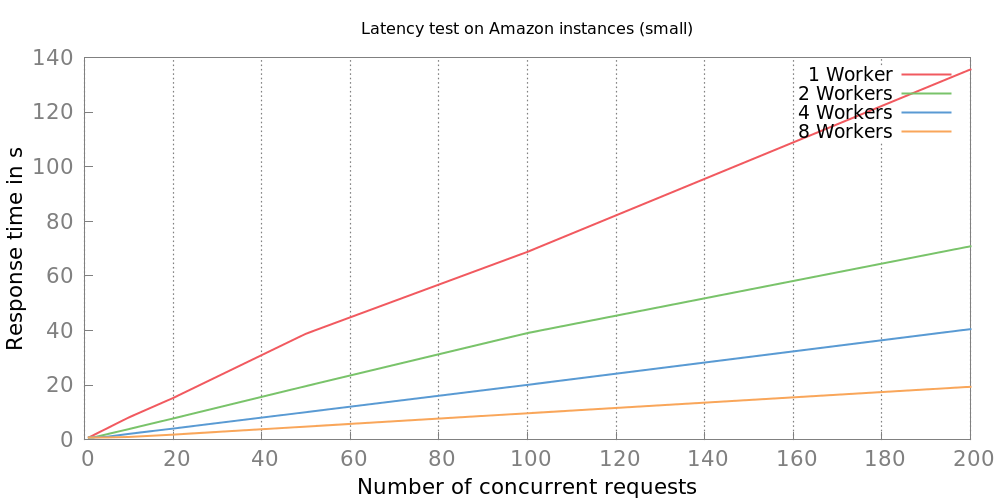 Latency test on Amazon instances (small)
140
120
100
80
60
40
20
0
Response time in s
1 Worker
2 Workers
4 Workers
8 Workers
0 20 40 60 80 100 120 140 160 180 200
Number of concurrent requests